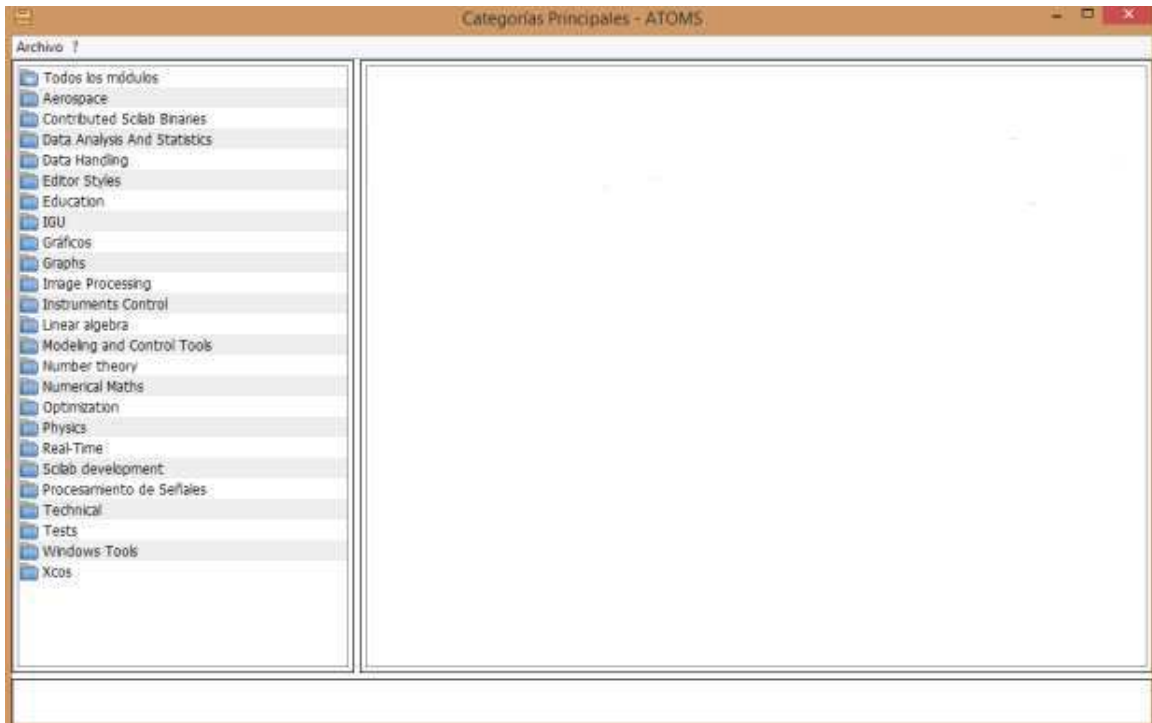 Categorías Principales - ATOMS
Archivo ?
Todos los módulos
Aerospace
Contributed Scilab Binaries
Data Analysis And Statistics
Data Handling
Editor Styles
Education
IGU
Gráficos
Graphs
Image Processing
Instruments Control
Linear algebra
Modeling and Control Tools
Number theory
Numerical Maths
Optimization
Physics
Real-Time
Scilab development
Procesamiento de Señales
Technical
Tests
Windows Tools
Xcos